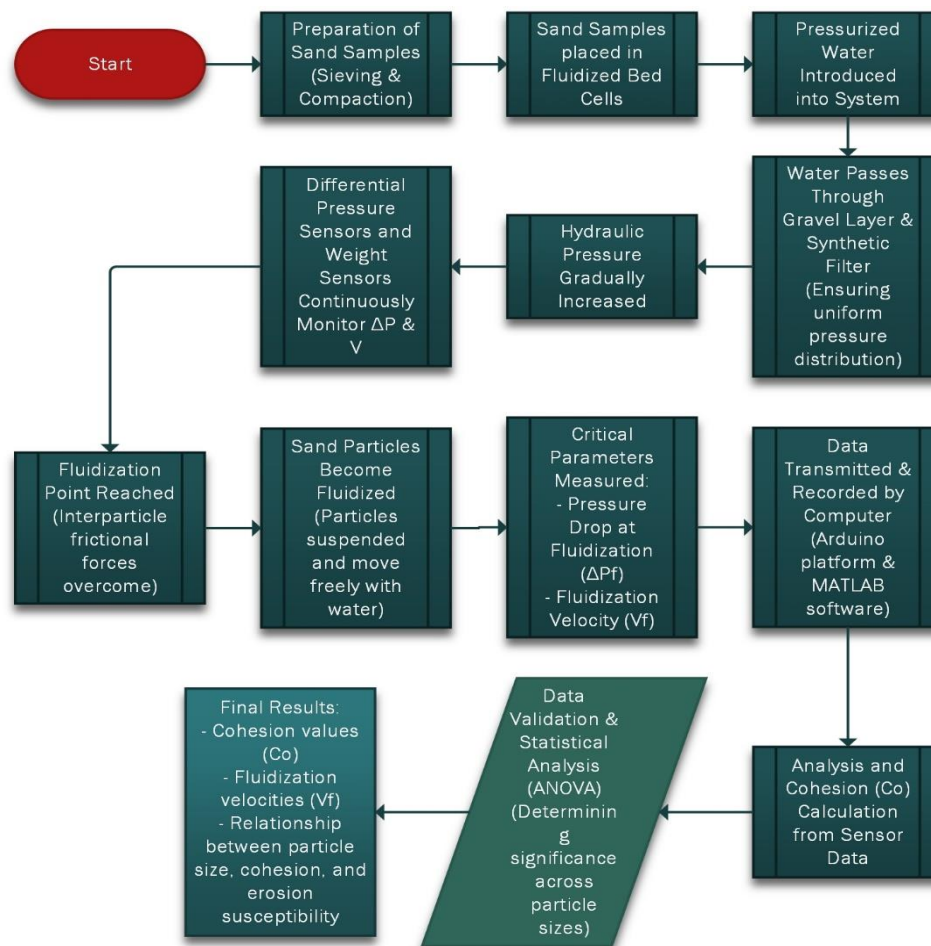 Start
Preparation of
Sand Samples
(Sieving &
Compaction)
Sand Samples
placed in
Fluidized Bed
Cells
Pressurized
Water
Introduced
into System
Water Passes
Through
Gravel Layer &
Synthetic
Filter
(Ensuring
uniform
pressure
distribution)
Hydraulic
Pressure
Gradually
Increased
Differential
Pressure
Sensors and
Weight
Sensors
Continuously
Monitor ΔP &
V
Fluidization
Point Reached
(Interparticle
frictional
forces
overcome)
Sand Particles
Become
Fluidized
(Particles
suspended
and move
freely with
water)
Critical
Parameters
Measured:
- Pressure
Drop at
Fluidization
(ΔPf)
- Fluidization
Velocity (Vf)
Data
Transmitted &
Recorded by
Computer
(Arduino
platform &
MATLAB
software)
Analysis and
Cohesion (Co)
Calculation
from Sensor
Data
Data
Validation &
Statistical
Analysis
(ANOVA)
(Determinin
g
significance
across
particle
sizes)
Final Results:
- Cohesion values
(Co)
- Fluidization
velocities (Vf)
- Relationship
between particle
size, cohesion, and
erosion
susceptibility